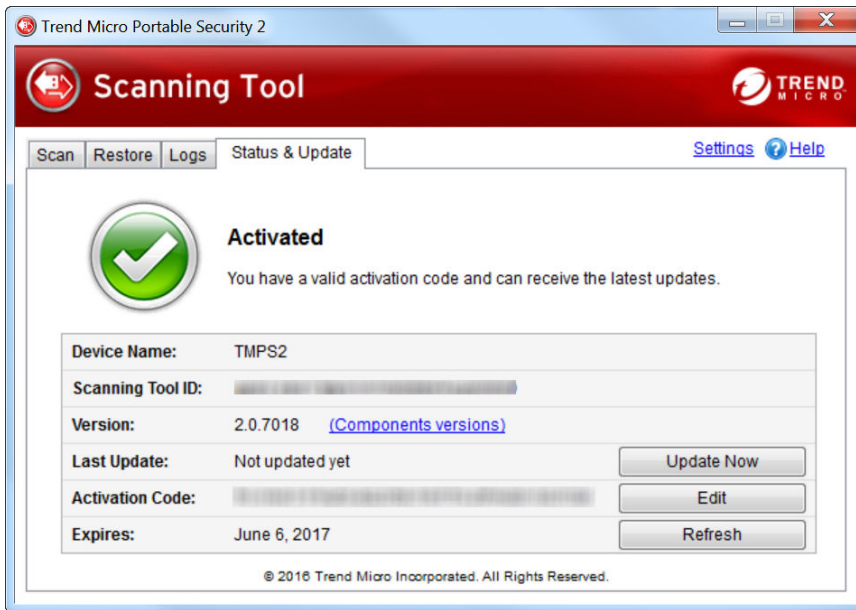 Trend Micro Portable Security 2
Scanning Tool
TREND
MICRO
Scan Restore Logs Status & Update Settings Help
Activated
You have a valid activation code and can receive the latest updates.
Device Name: TMPS2
Scanning Tool ID:
Version: 2.0.7018 (Components versions)
Last Update: Not updated yet Update Now
Activation Code: Edit
Expires: June 6, 2017 Refresh
© 2016 Trend Micro Incorporated. All Rights Reserved.